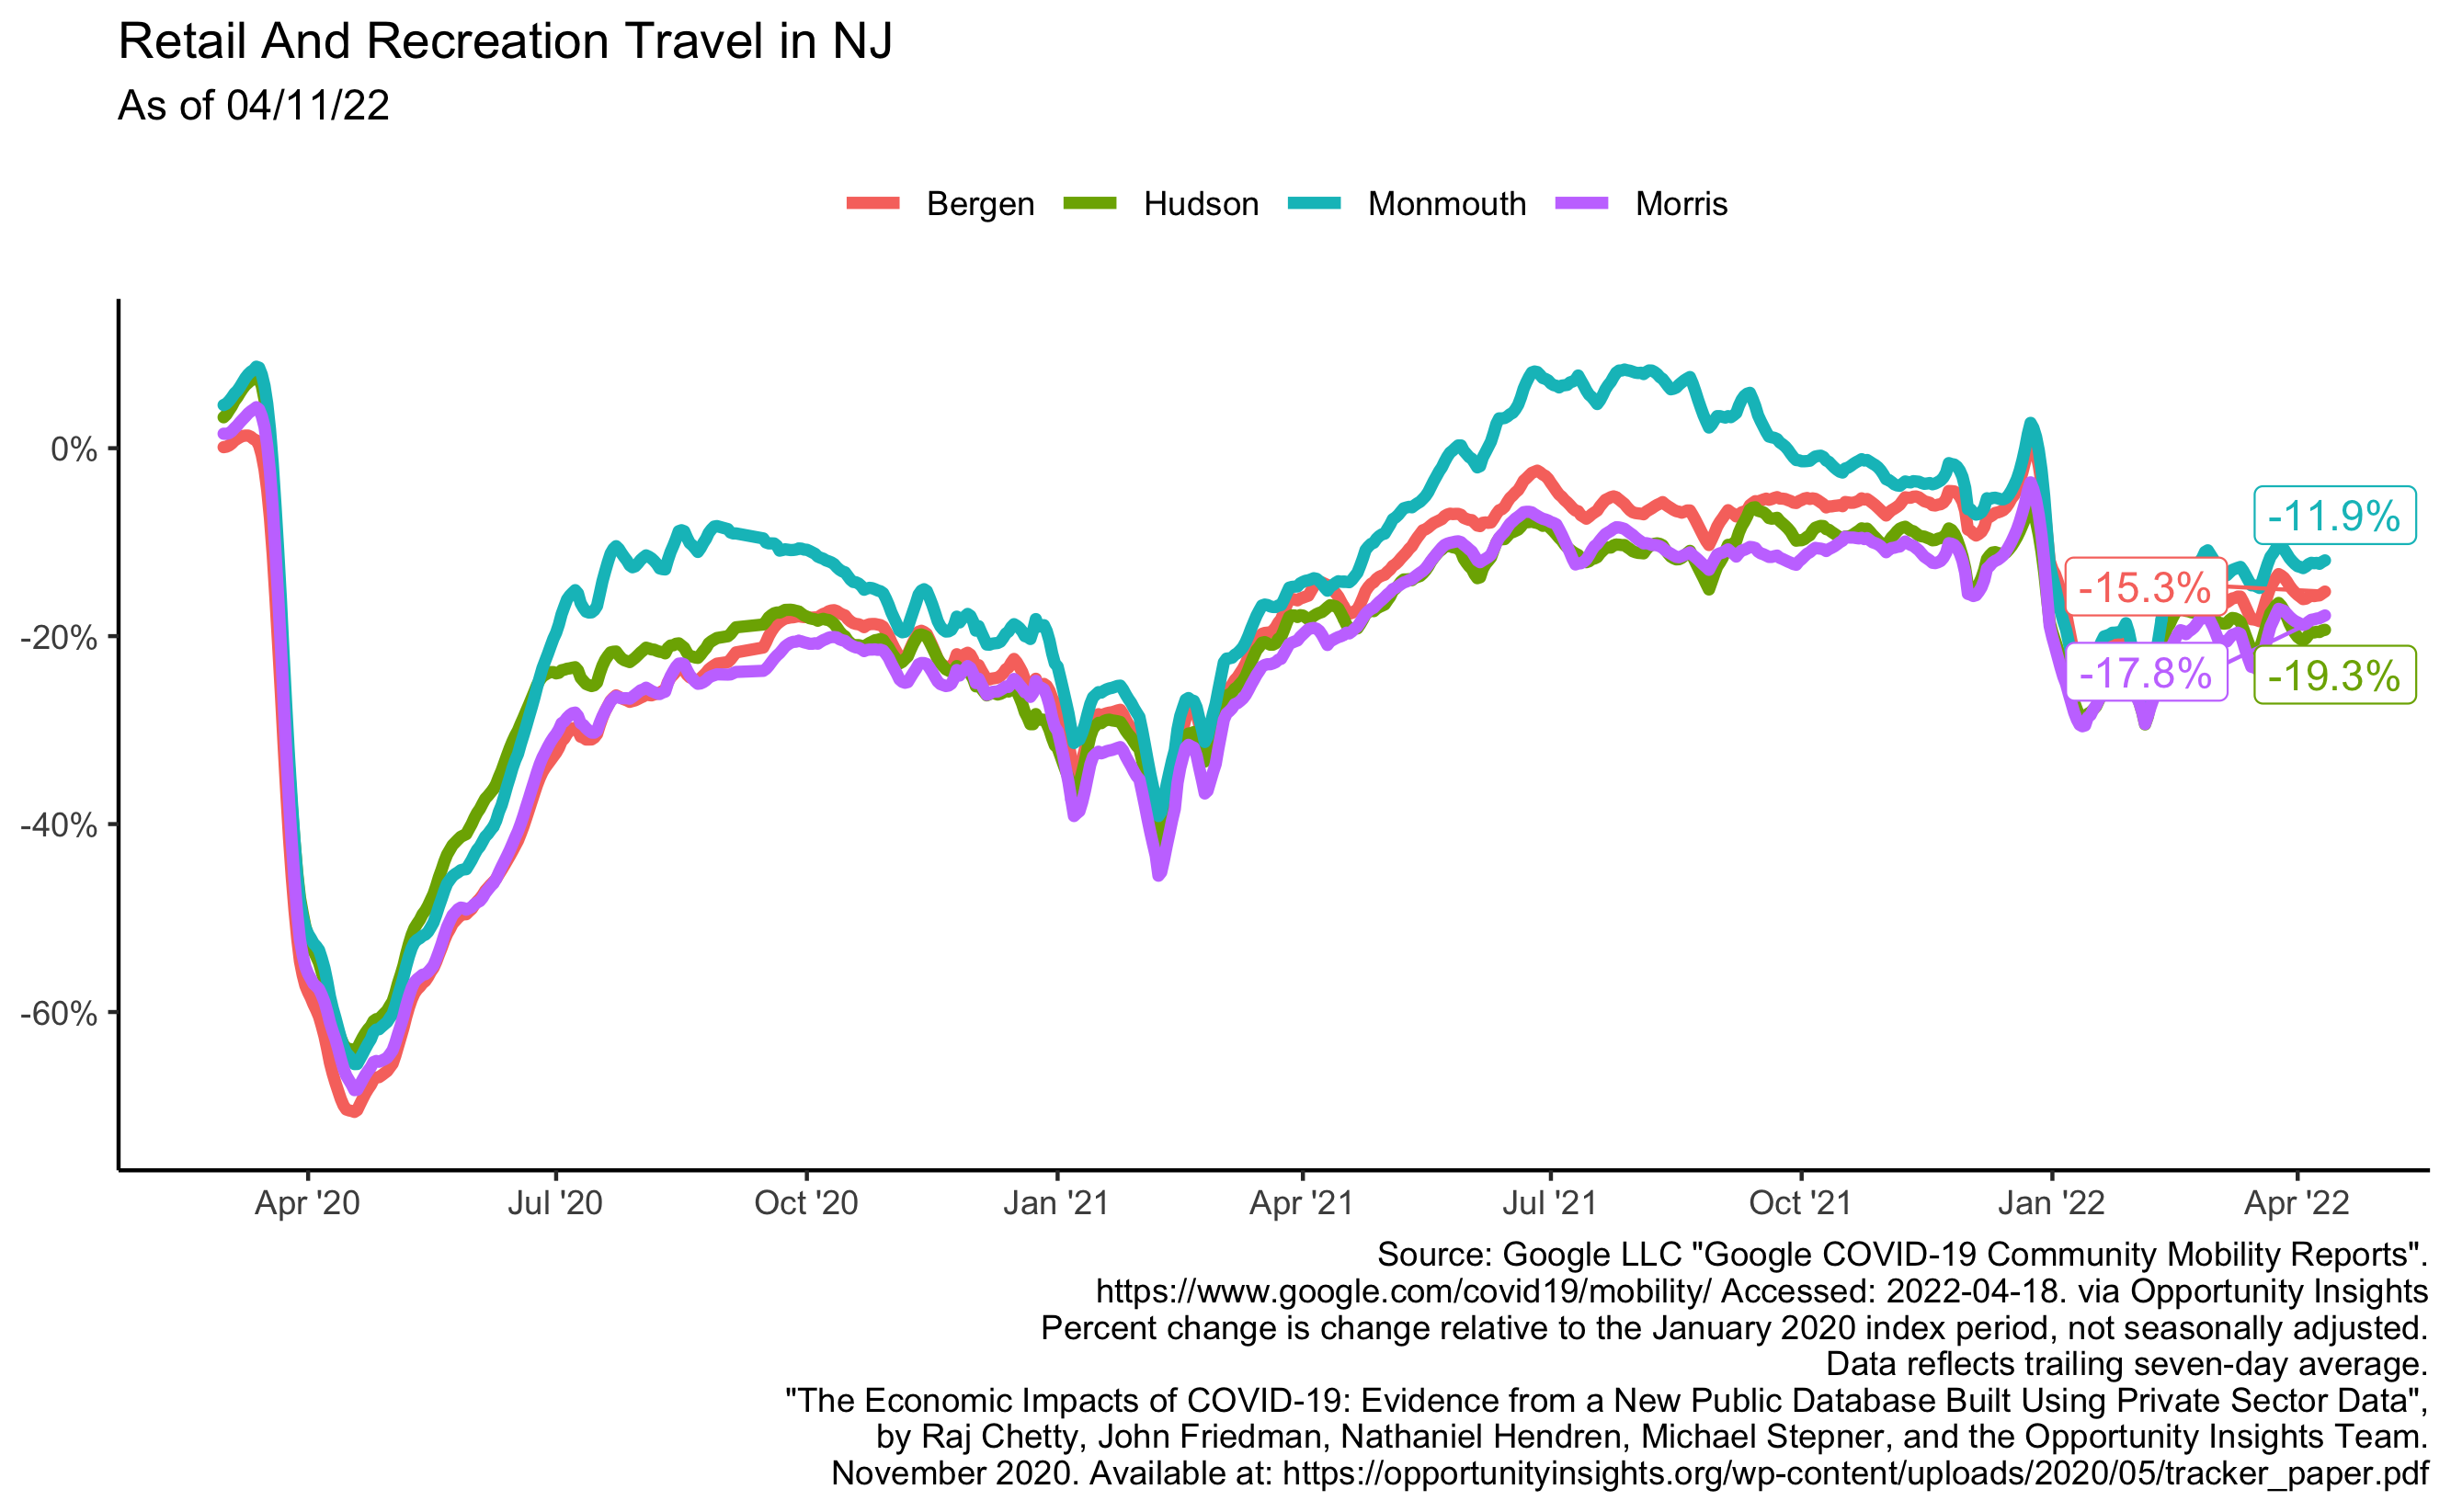 Retail And Recreation Travel in NJ
As of 04/11/22
Bergen Hudson Monmouth Morris
0%
-20%
-40%
-60%
-11.9%
-15.3%
-17.8%
-19.3%
Apr '20 Jul '20 Oct '20 Jan '21 Apr '21 Jul '21 Oct '21 Jan '22 Apr '22
Source: Google LLC "Google COVID-19 Community Mobility Reports".
https://www.google.com/covid19/mobility/ Accessed: 2022-04-18. via Opportunity Insights
Percent change is change relative to the January 2020 index period, not seasonally adjusted.
Data reflects trailing seven-day average.
"The Economic Impacts of COVID-19: Evidence from a New Public Database Built Using Private Sector Data",
by Raj Chetty, John Friedman, Nathaniel Hendren, Michael Stepner, and the Opportunity Insights Team.
November 2020. Available at: https://opportunityinsights.org/wp-content/uploads/2020/05/tracker_paper.pdf